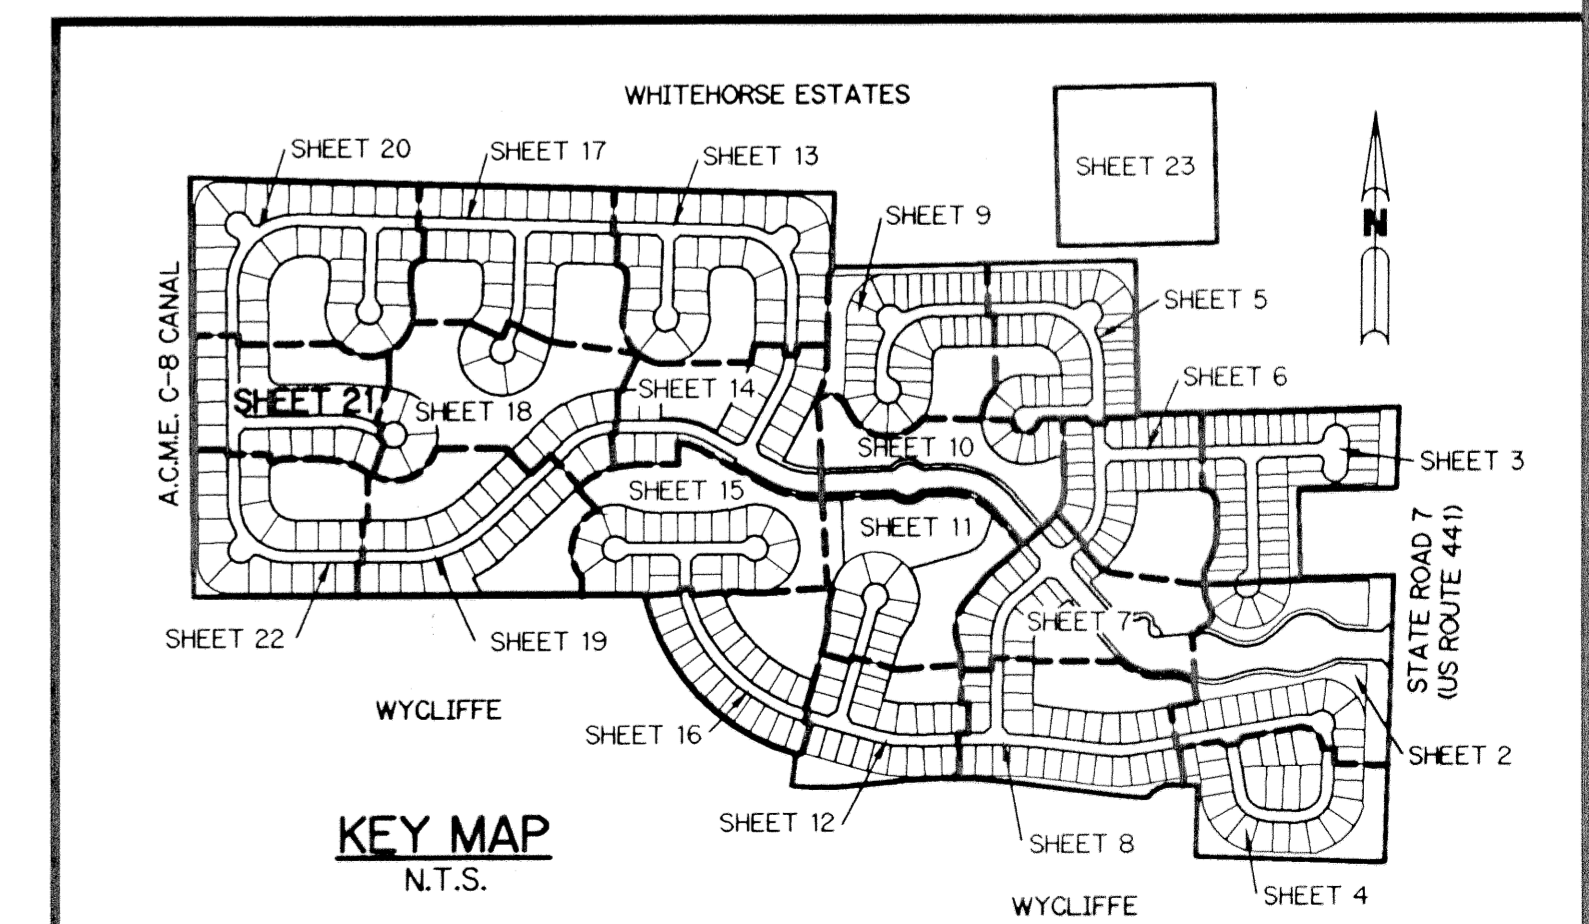 WHITEHORSE ESTATES
SHEET 20
SHEET 17
SHEET 13
SHEET 23
SHEET 9
N
SHEET 5
A.C.M.E. C-8 CANAL
SHEET 21
SHEET 18
SHEET 14
SHEET 6
SHEET 10
SHEET 3
SHEET 15
SHEET 11
STATE ROAD 7
(US ROUTE 441)
SHEET 22
SHEET 19
SHEET 7
WYCLIFFE
SHEET 16
SHEET 2
SHEET 12
SHEET 8
KEY MAP
N.T.S.
SHEET 4
WYCLIFFE